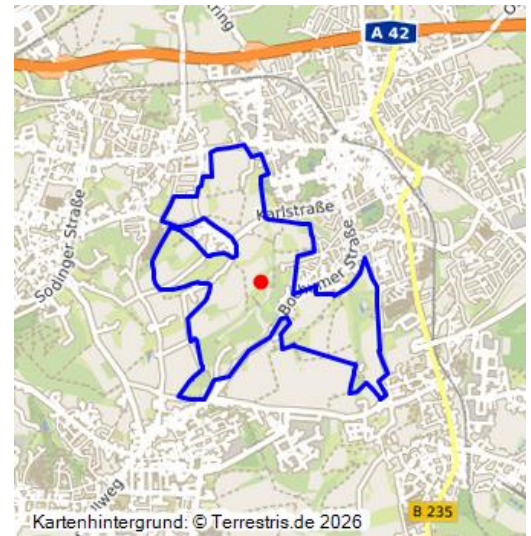 A 42
Karlstraße
Sodinger Straße
Bochumer Straße
B 235
Kartenhintergrund: © Terrestris.de 2026